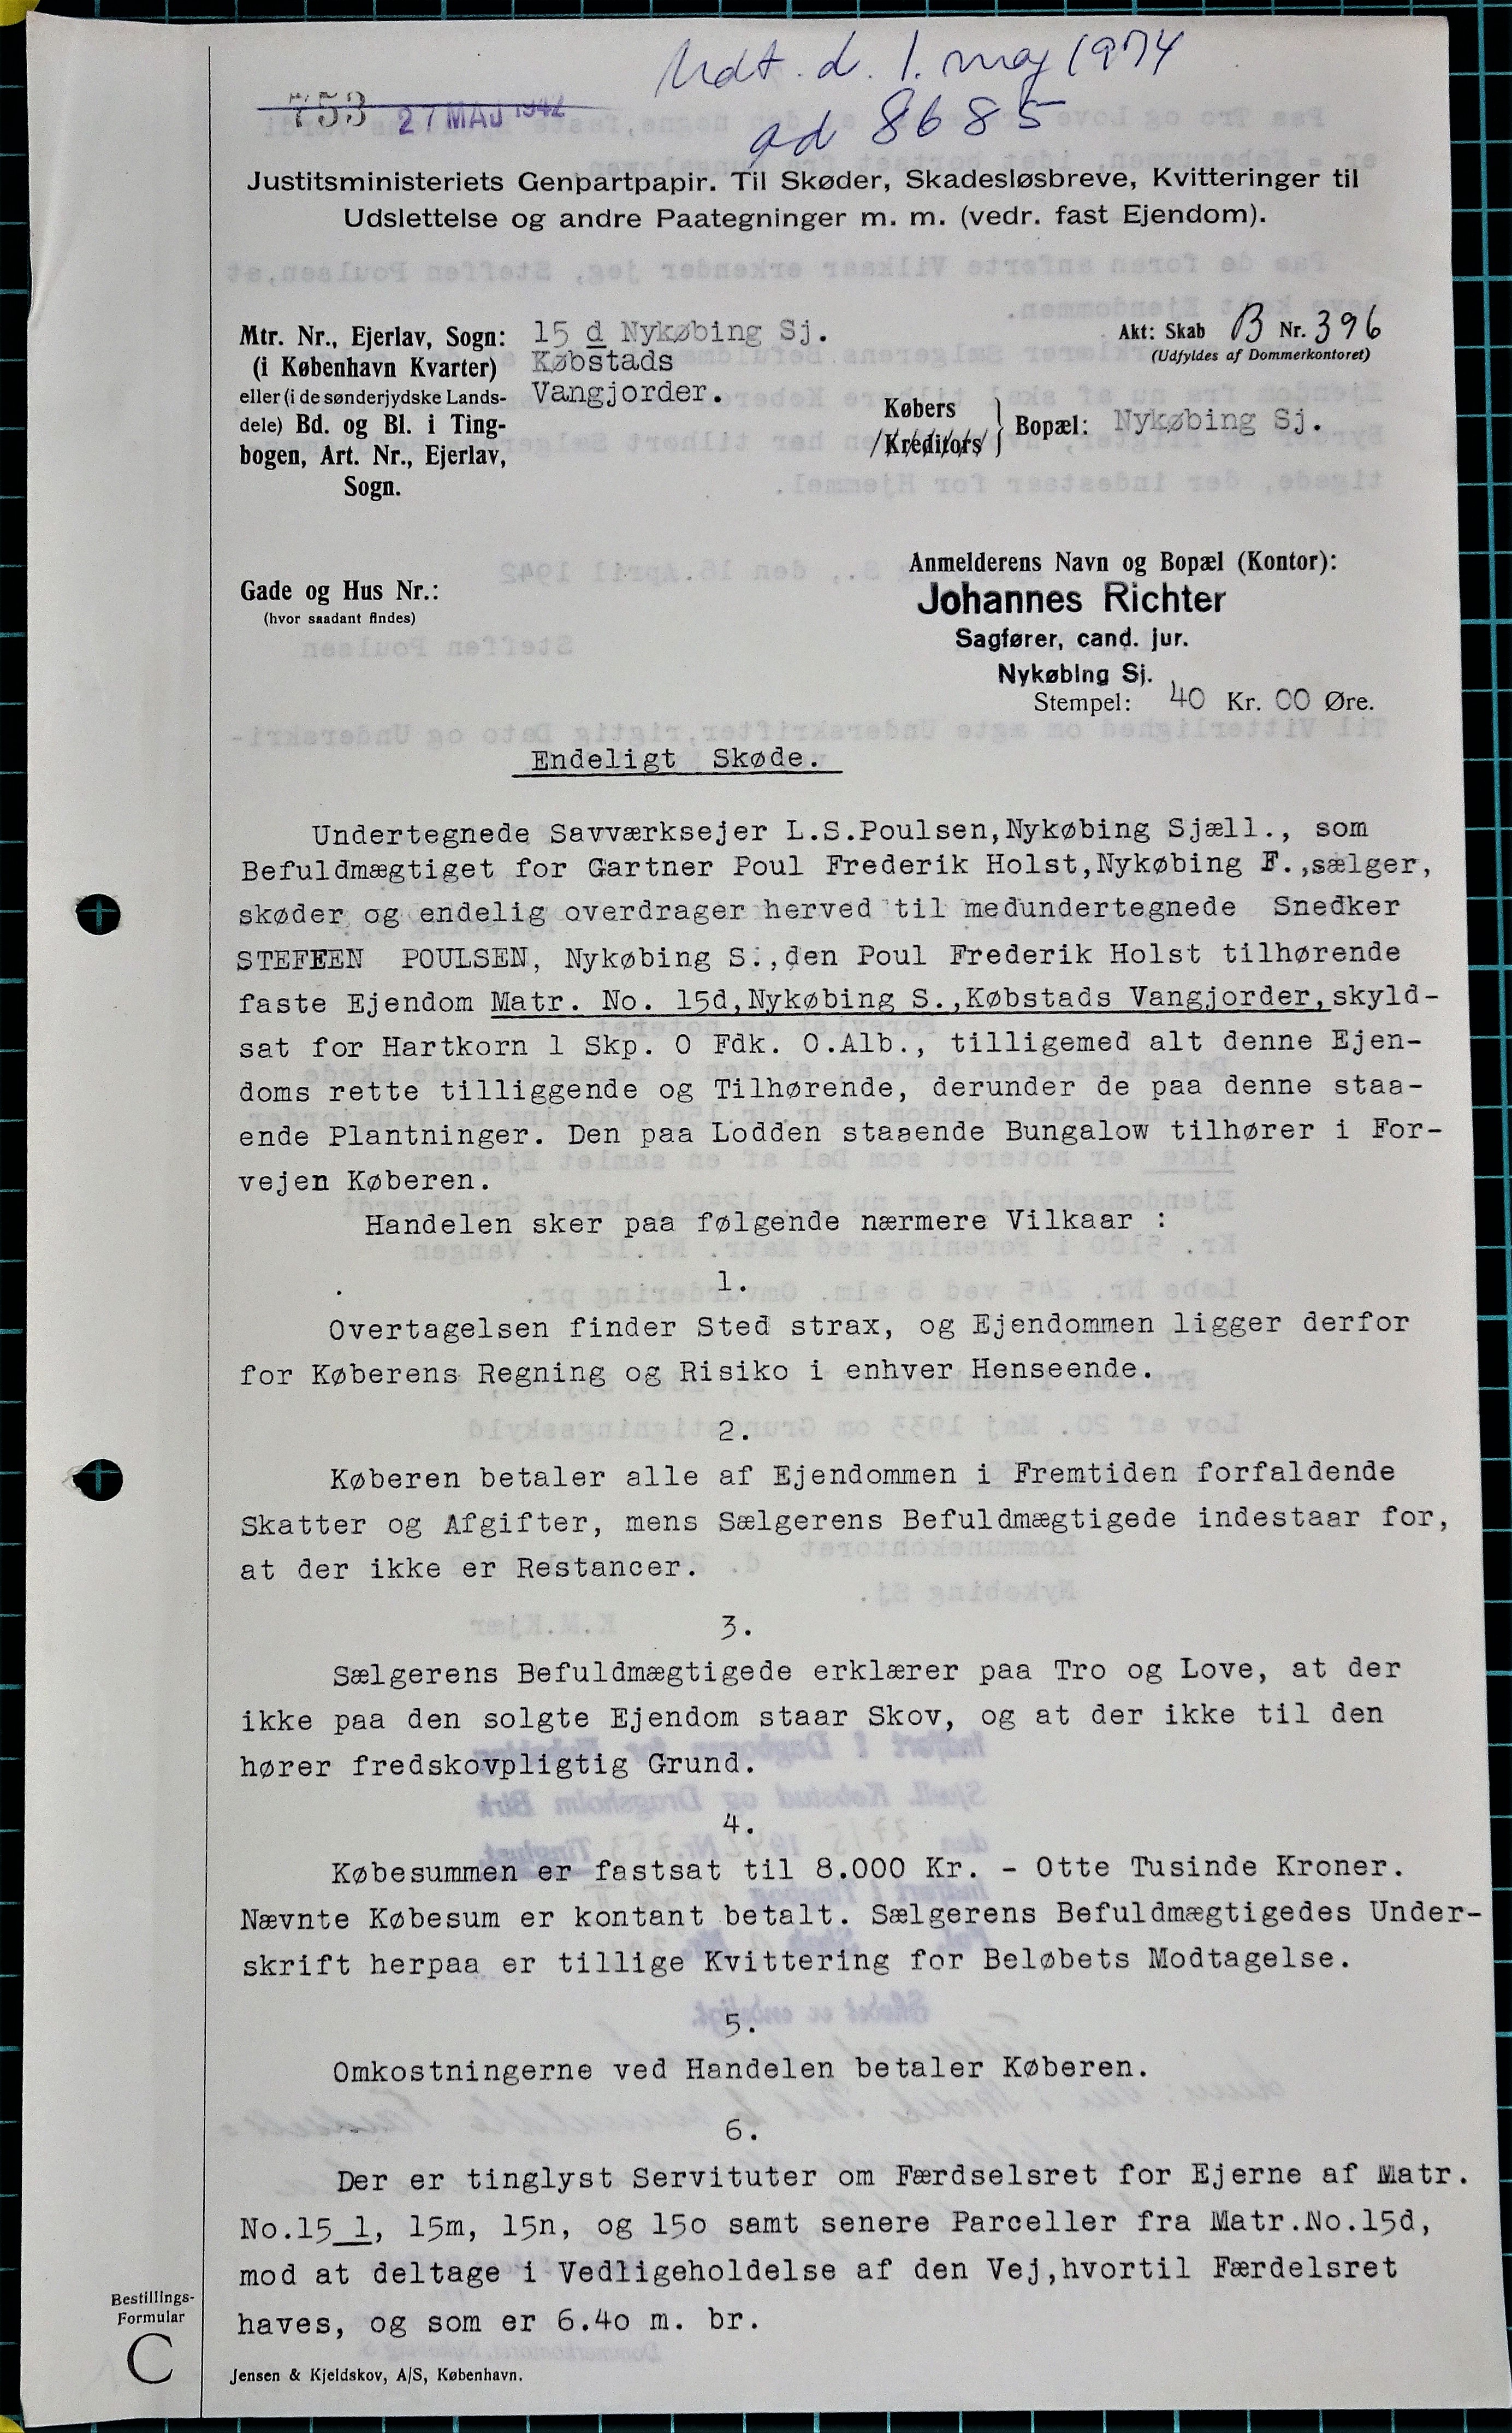 Udt. d. 1. maj 1974
ad 8685
753 27 MAJ 1942
Justitsministeriets Genpartpapir. Til Skøder, Skadesløsbreve, Kvitteringer til
Udslettelse og andre Paategninger m. m. (vedr. fast Ejendom).
Mtr. Nr., Ejerlav, Sogn: 15 d Nykøbing Sj.
(i København Kvarter) Købstads
eller (i de sønderjydske Lands- Vangjorder.
dele) Bd. og Bl. i Ting-
bogen, Art. Nr., Ejerlav,
Sogn.
Akt: Skab B Nr. 396
(Udfyldes af Dommerkontoret)
Købers
Kreditors
Bopæl: Nykøbing Sj.
Gade og Hus Nr.:
(hvor saadant findes)
Anmelderens Navn og Bopæl (Kontor):
Johannes Richter
Sagfører, cand. jur.
Nykøbing Sj.
Stempel: 40 Kr. 00 Øre.
Endeligt Skøde.
Undertegnede Savværksejer L.S.Poulsen,Nykøbing Sjæll., som
Befuldmægtiget for Gartner Poul Frederik Holst,Nykøbing F.,sælger,
skøder og endelig overdrager herved til medundertegnede Snedker
STEFEEN POULSEN, Nykøbing S.,den Poul Frederik Holst tilhørende
faste Ejendom Matr. No. 15d,Nykøbing S.,Købstads Vangjorder,skyld-
sat for Hartkorn 1 Skp. 0 Fdk. 0.Alb., tilligemed alt denne Ejen-
doms rette tilliggende og Tilhørende, derunder de paa denne staa-
ende Plantninger. Den paa Lodden staaende Bungalow tilhører i For-
vejen Køberen.
Handelen sker paa følgende nærmere Vilkaar :
1.
Overtagelsen finder Sted strax, og Ejendommen ligger derfor
for Køberens Regning og Risiko i enhver Henseende.
2.
Køberen betaler alle af Ejendommen i Fremtiden forfaldende
Skatter og Afgifter, mens Sælgerens Befuldmægtigede indestaar for,
at der ikke er Restancer.
3.
Sælgerens Befuldmægtigede erklærer paa Tro og Love, at der
ikke paa den solgte Ejendom staar Skov, og at der ikke til den
hører fredskovpligtig Grund.
4.
Købesummen er fastsat til 8.000 Kr. - Otte Tusinde Kroner.
Nævnte Købesum er kontant betalt. Sælgerens Befuldmægtigedes Under-
skrift herpaa er tillige Kvittering for Beløbets Modtagelse.
5.
Omkostningerne ved Handelen betaler Køberen.
6.
Der er tinglyst Servituter om Færdselsret for Ejerne af Matr.
No.15 l, 15m, 15n, og 15o samt senere Parceller fra Matr.No.15d,
mod at deltage i Vedligeholdelse af den Vej,hvortil Færdelsret
haves, og som er 6.4o m. br.
Bestillings-
Formular
C
Jensen & Kjeldskov, A/S, København.